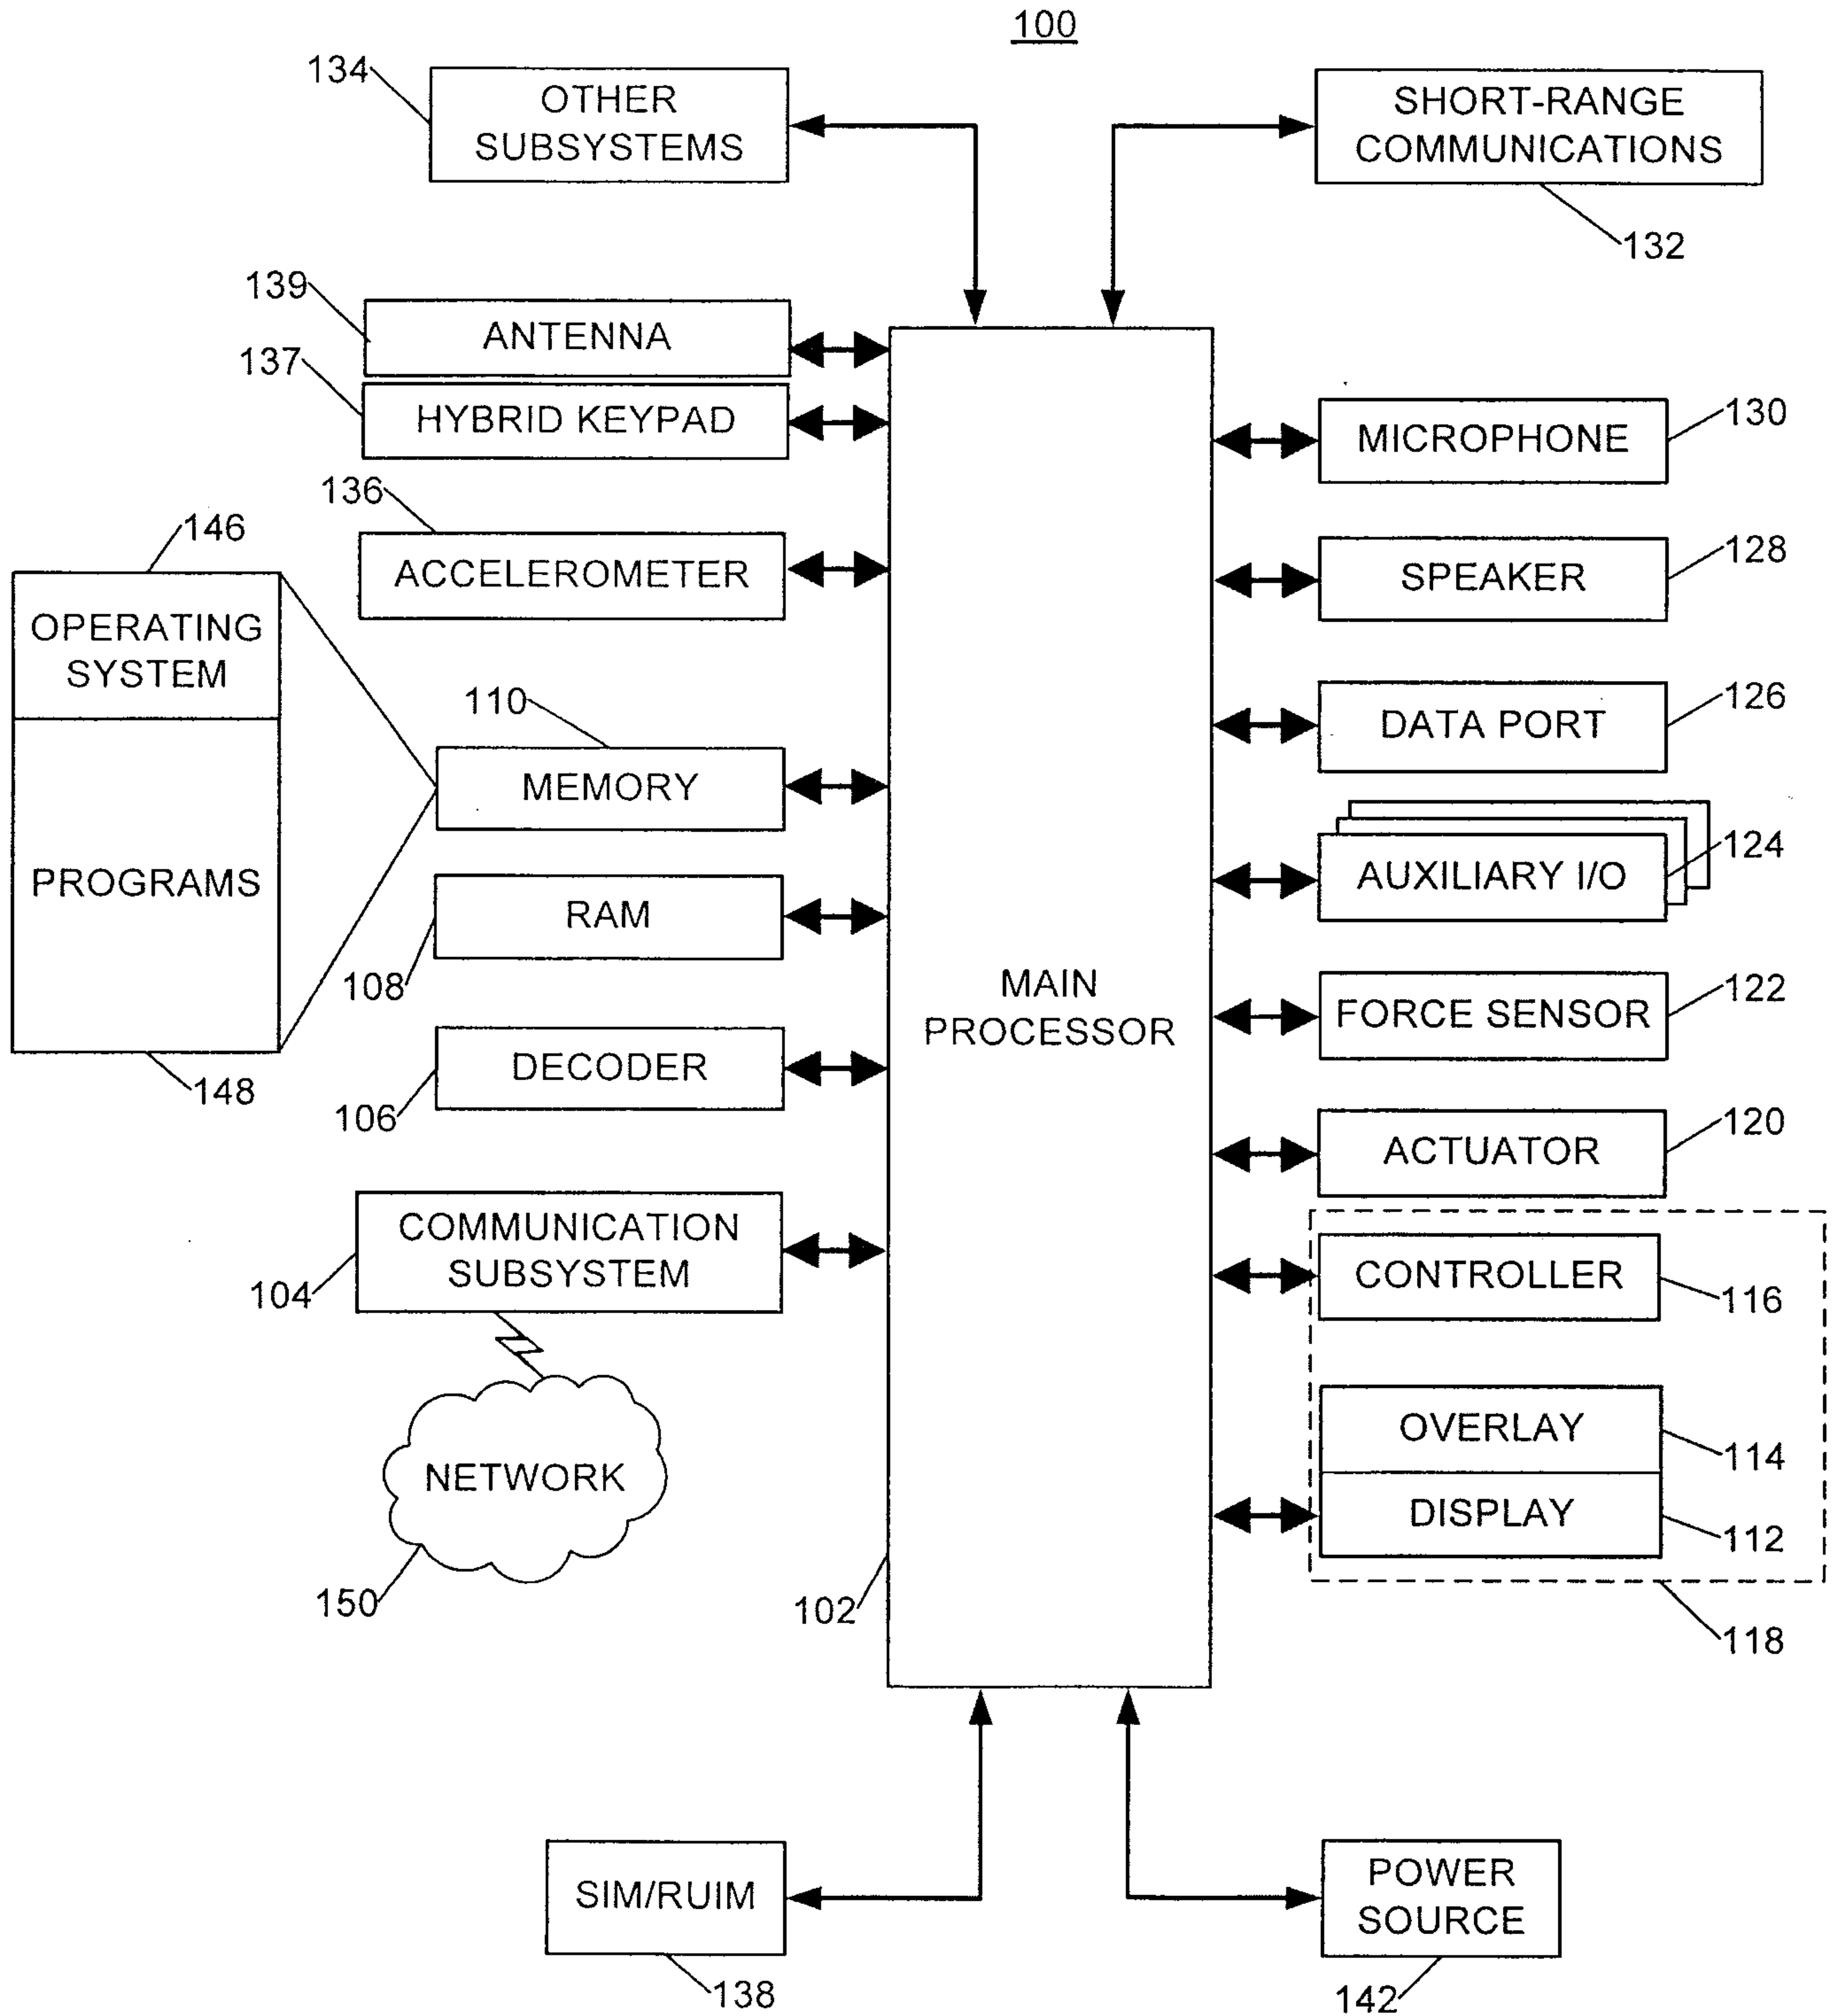 100
134
OTHER
SUBSYSTEMS
SHORT-RANGE
COMMUNICATIONS
132
139
ANTENNA
137
HYBRID KEYPAD
136
ACCELEROMETER
146
OPERATING
SYSTEM
PROGRAMS
148
110
MEMORY
RAM
108
DECODER
106
COMMUNICATION
SUBSYSTEM
104
NETWORK
150
MAIN
PROCESSOR
102
MICROPHONE
130
SPEAKER
128
DATA PORT
126
AUXILIARY I/O
124
FORCE SENSOR
122
ACTUATOR
120
CONTROLLER
116
OVERLAY
114
DISPLAY
112
118
SIM/RUIM
138
POWER
SOURCE
142